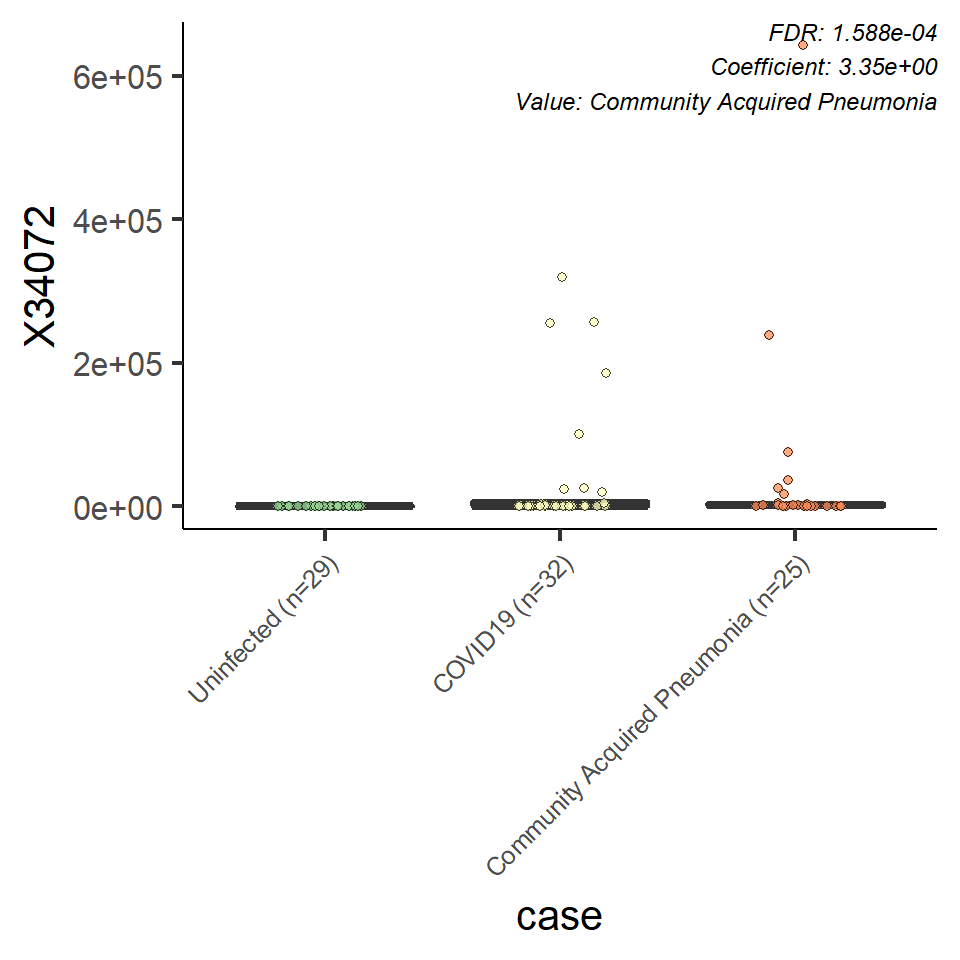 FDR: 1.588e-04
Coefficient: 3.35e+00
Value: Community Acquired Pneumonia
X34072
6e+05
4e+05
2e+05
0e+00
Uninfected (n=29)
COVID19 (n=32)
Community Acquired Pneumonia (n=25)
case